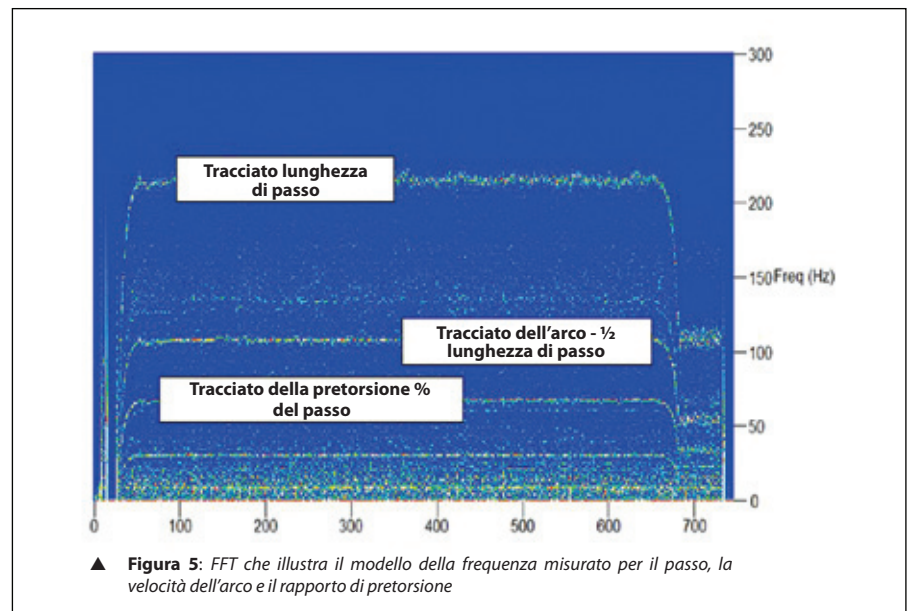 300
250
Tracciato lunghezza
di passo
200
150 Freq (Hz)
Tracciato dell'arco - ½
lunghezza di passo
100
Tracciato della pretorsione %
del passo
50
0
0 100 200 300 400 500 600 700
▲ Figura 5: FFT che illustra il modello della frequenza misurato per il passo, la
velocità dell'arco e il rapporto di pretorsione